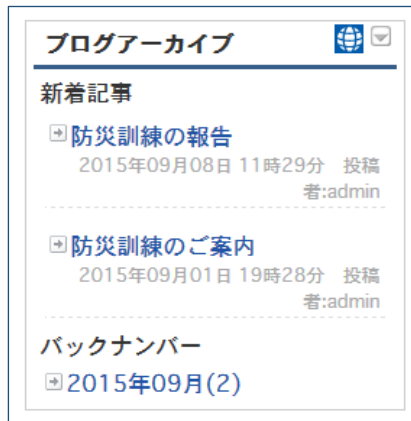 ブログアーカイブ
新着記事
防災訓練の報告
2015年09月08日 11時29分　投稿
者:admin
防災訓練のご案内
2015年09月01日 19時28分　投稿
者:admin
バックナンバー
2015年09月(2)